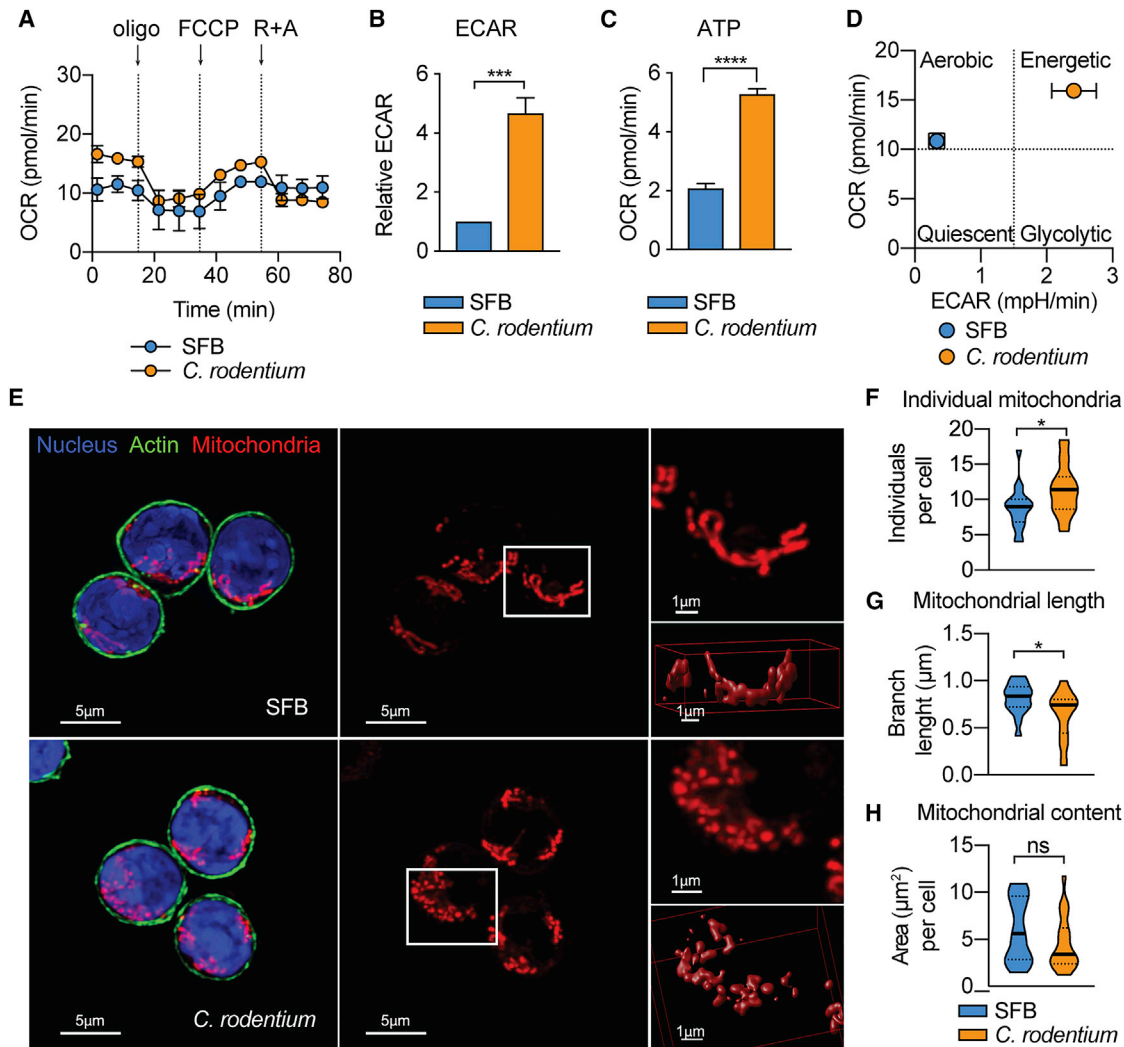 A
oligo FCCP R+A
OCR (pmol/min)
30
20
10
0
0 20 40 60 80
Time (min)
SFB
C. rodentium
B
ECAR
***
Relative ECAR
6
4
2
0
SFB
C. rodentium
C
ATP
****
OCR (pmol/min)
6
4
2
0
SFB
C. rodentium
D
Aerobic Energetic
Quiescent Glycolytic
OCR (pmol/min)
20
15
10
5
0
0 1 2 3
ECAR (mpH/min)
SFB
C. rodentium
E
Nucleus Actin Mitochondria
5µm
SFB
5µm
1µm
1µm
5µm
C. rodentium
5µm
1µm
1µm
F
Individual mitochondria
*
Individuals
per cell
20
15
10
5
0
G
Mitochondrial length
*
Branch
lenght (µm)
1.5
1.0
0.5
0.0
H
Mitochondrial content
ns
Area (µm²)
per cell
15
10
5
0
SFB
C. rodentium